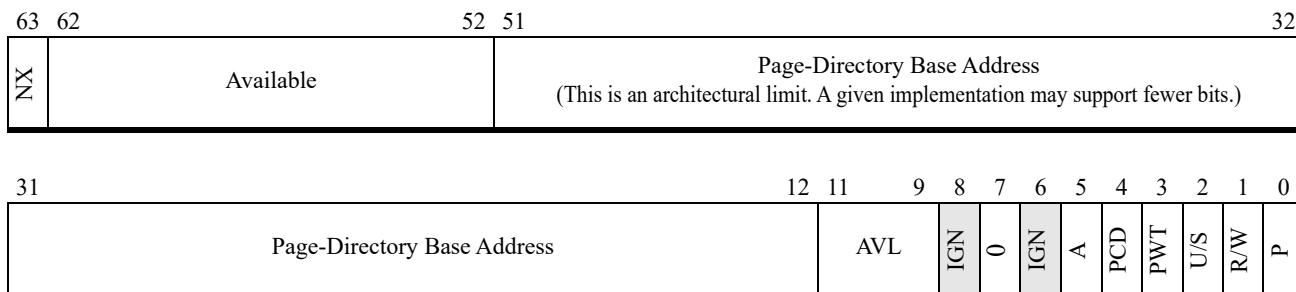 63 62 52 51 32
NX Available Page-Directory Base Address
(This is an architectural limit. A given implementation may support fewer bits.)
31 12 11 9 8 7 6 5 4 3 2 1 0
Page-Directory Base Address AVL IGN 0 IGN A PCD PWT U/S R/W P